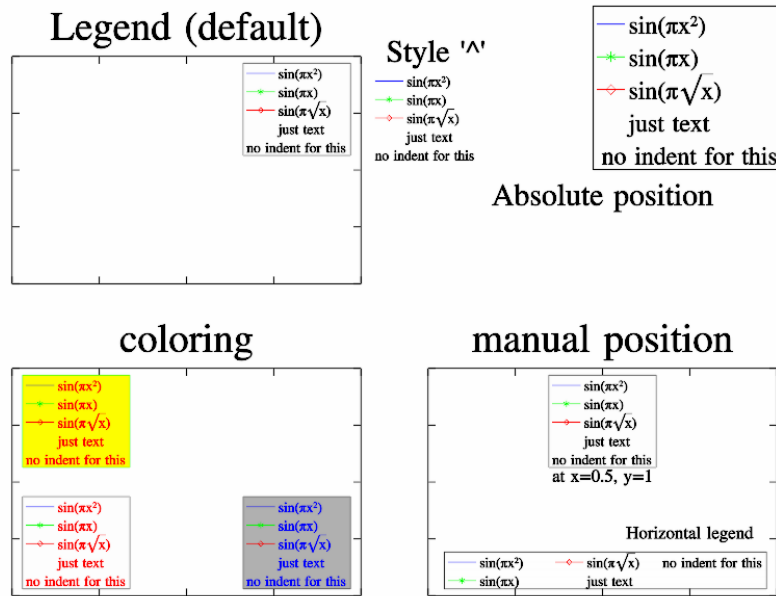 Legend (default)
sin(πx²)
sin(πx)
sin(π√x)
just text
no indent for this
Style '^'
sin(πx²)
sin(πx)
sin(π√x)
just text
no indent for this
sin(πx²)
sin(πx)
sin(π√x)
just text
no indent for this
Absolute position
coloring
sin(πx²)
sin(πx)
sin(π√x)
just text
no indent for this
sin(πx²)
sin(πx)
sin(π√x)
just text
no indent for this
sin(πx²)
sin(πx)
sin(π√x)
just text
no indent for this
manual position
sin(πx²)
sin(πx)
sin(π√x)
just text
no indent for this
at x=0.5, y=1
Horizontal legend
sin(πx²) sin(π√x) no indent for this
sin(πx) just text